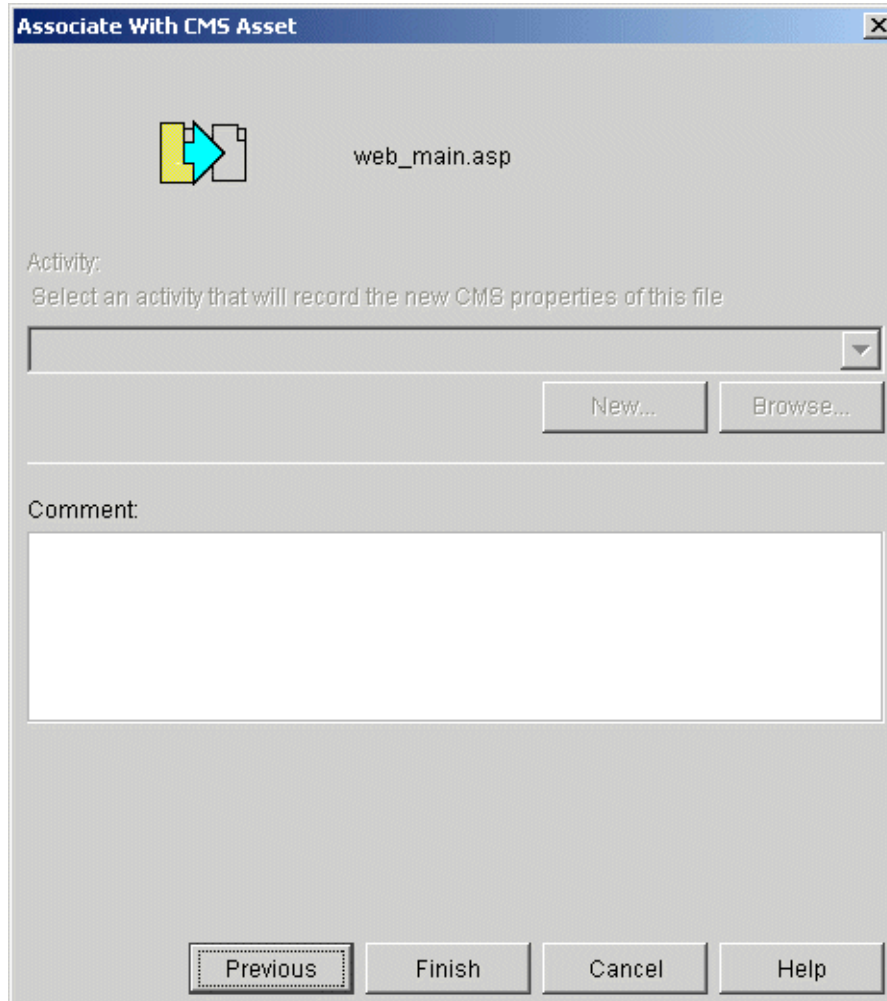 Associate With CMS Asset
web_main.asp
Activity:
Select an activity that will record the new CMS properties of this file
New... Browse...
Comment:
Previous Finish Cancel Help